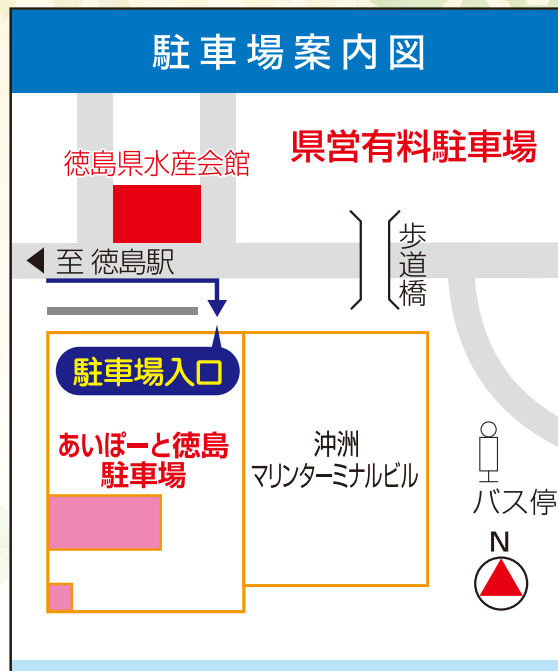 駐車場案内図
県営有料駐車場
徳島県水産会館
至 徳島駅
歩道橋
駐車場入口
あいぽーと徳島
駐車場
沖洲
マリンターミナルビル
バス停
N